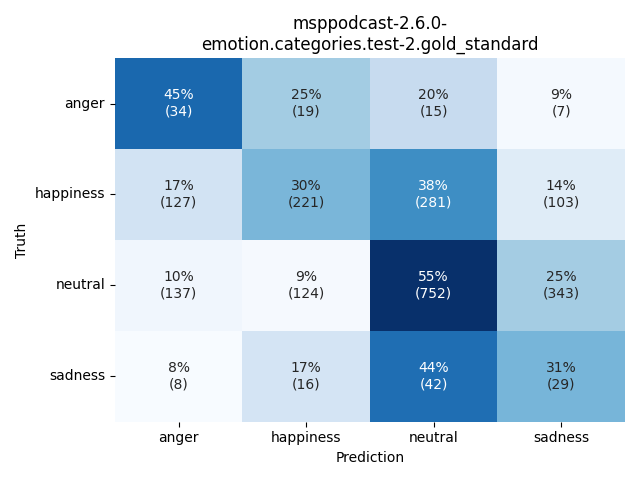 msppodcast-2.6.0-
emotion.categories.test-2.gold_standard
Truth
anger
45% 25% 20% 9%
(34) (19) (15) (7)
happiness
17% 30% 38% 14%
(127) (221) (281) (103)
neutral
10% 9% 55% 25%
(137) (124) (752) (343)
sadness
8% 17% 44% 31%
(8) (16) (42) (29)
anger happiness neutral sadness
Prediction